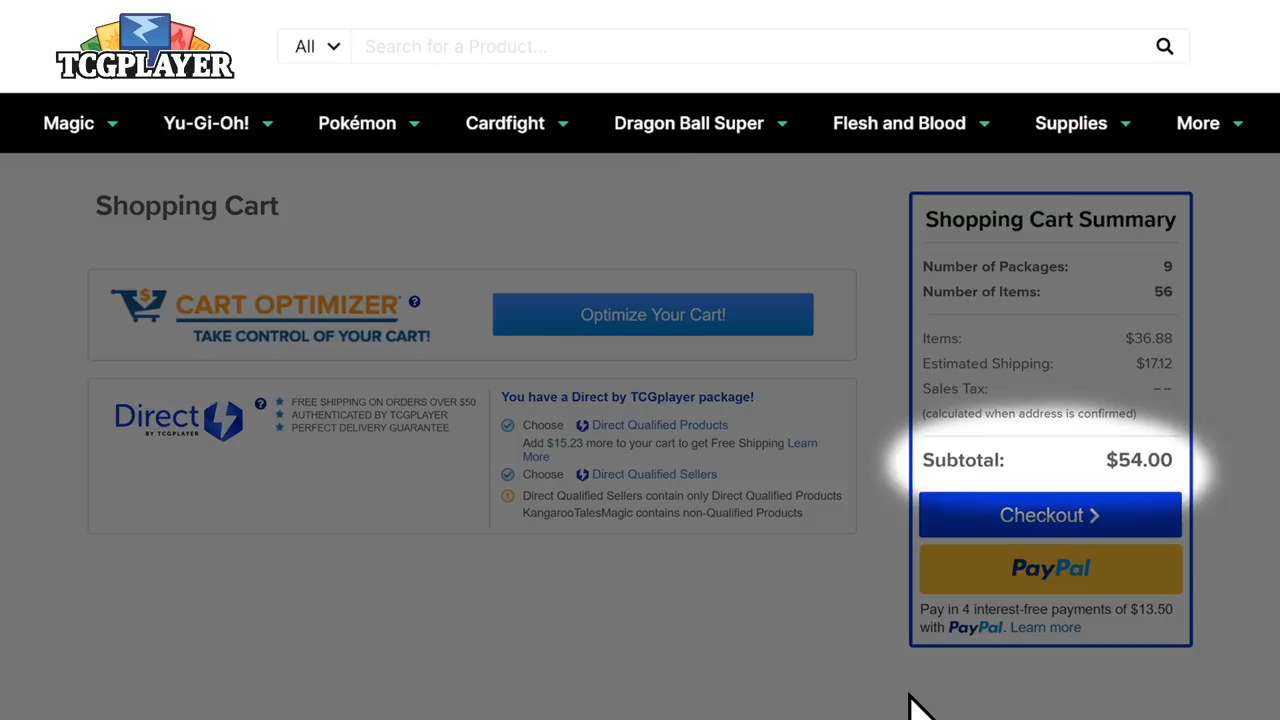 TCGPLAYER
All
Search for a Product...
Magic
Yu-Gi-Oh!
Pokémon
Cardfight
Dragon Ball Super
Flesh and Blood
Supplies
More
Shopping Cart
CART OPTIMIZER ?
TAKE CONTROL OF YOUR CART!
Optimize Your Cart!
Direct ?
BY TCGPLAYER
FREE SHIPPING ON ORDERS OVER $50
AUTHENTICATED BY TCGPLAYER
PERFECT DELIVERY GUARANTEE
You have a Direct by TCGplayer package!
Choose Direct Qualified Products
Add $15.23 more to your cart to get Free Shipping Learn
More
Choose Direct Qualified Sellers
Direct Qualified Sellers contain only Direct Qualified Products
KangarooTalesMagic contains non-Qualified Products
Shopping Cart Summary
Number of Packages: 9
Number of Items: 56
Items: $36.88
Estimated Shipping: $17.12
Sales Tax: --
(calculated when address is confirmed)
Subtotal: $54.00
Checkout
PayPal
Pay in 4 interest-free payments of $13.50
with PayPal. Learn more